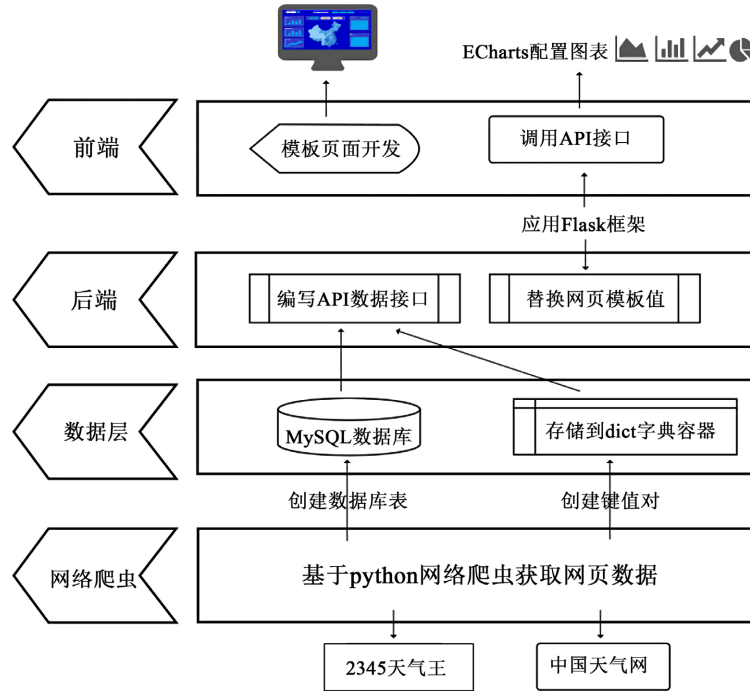 ECharts配置图表
前端
模板页面开发
调用API接口
应用Flask框架
后端
编写API数据接口
替换网页模板值
数据层
MySQL数据库
存储到dict字典容器
创建数据库表
创建键值对
网络爬虫
基于python网络爬虫获取网页数据
2345天气王
中国天气网